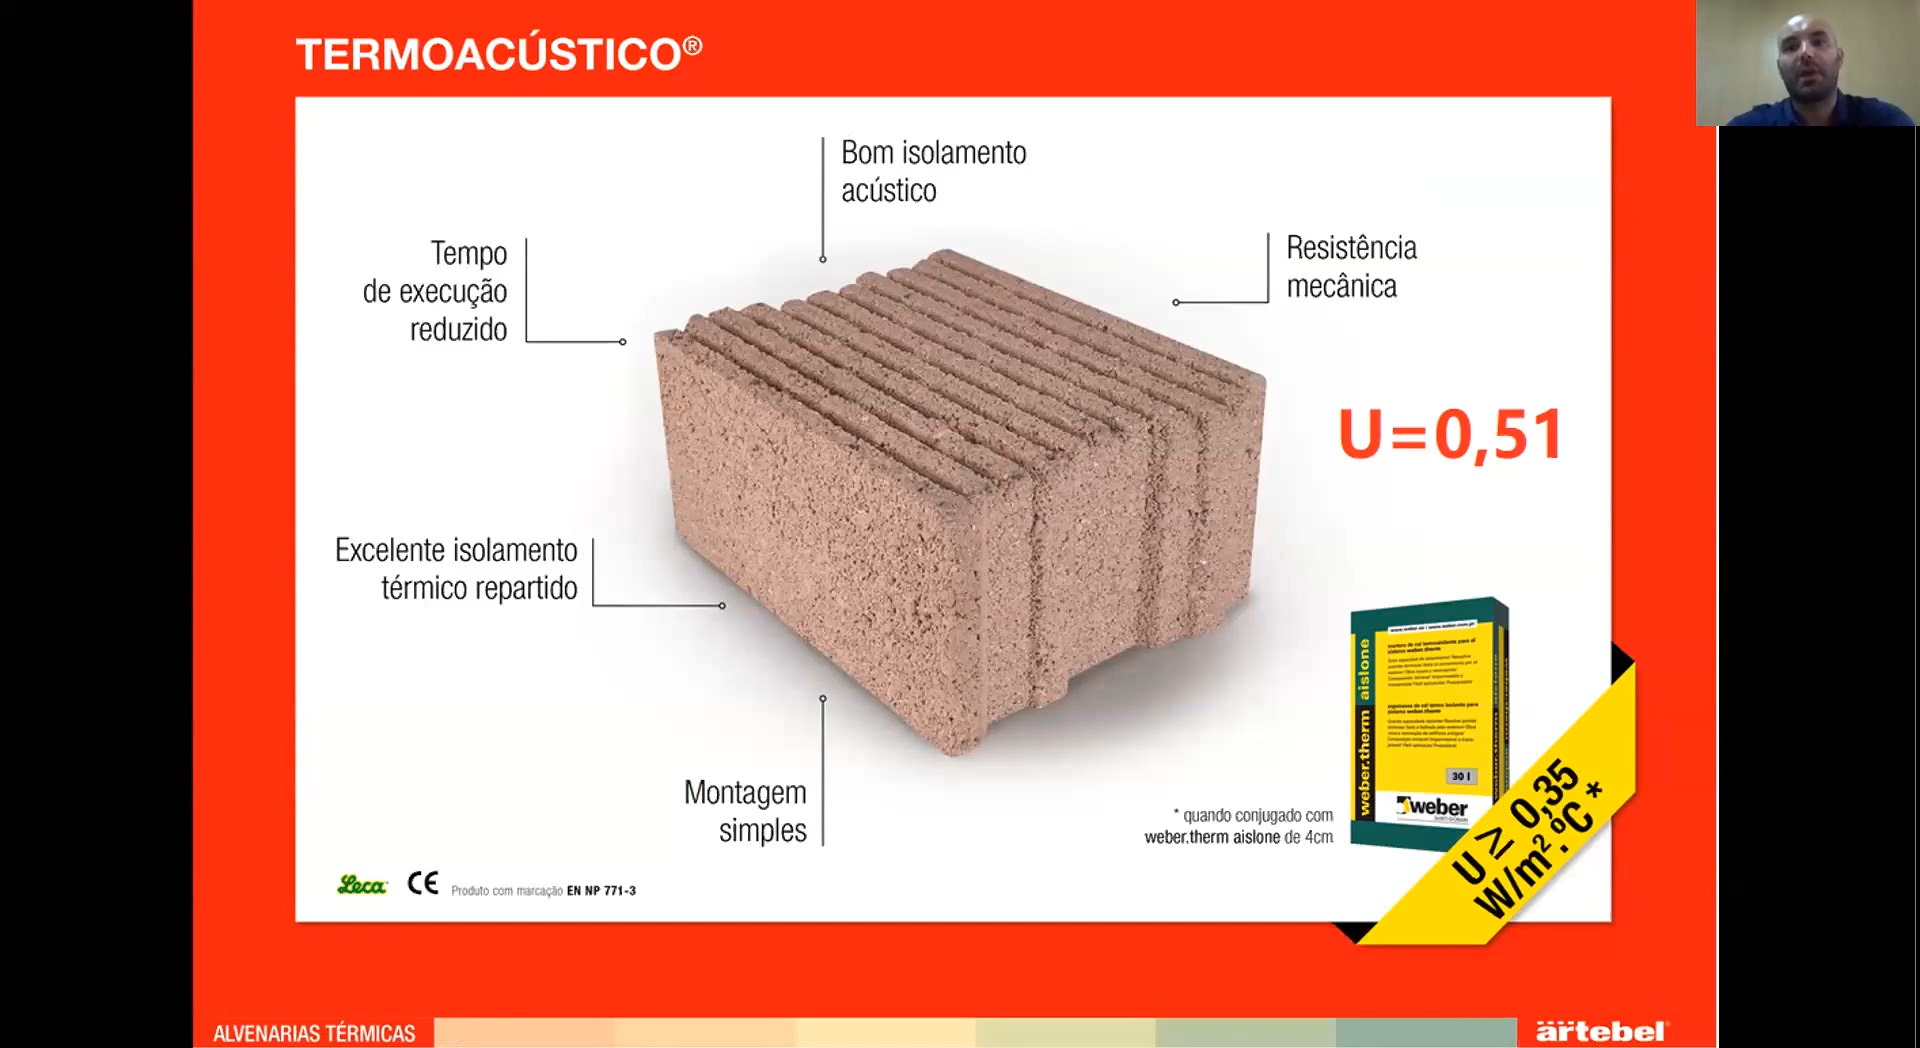 TERMOACÚSTICO®
Bom isolamento
acústico
Resistência
mecânica
Tempo
de execução
reduzido
U=0,51
Excelente isolamento
térmico repartido
Montagem
simples
* quando conjugado com
weber.therm aislone de 4cm
weber.therm aislone
30 l
weber
U ≥ 0,35
W/m².ºC *
Leca
CE
Produto com marcação EN NP 771-3
ALVENARIAS TÉRMICAS
artebel